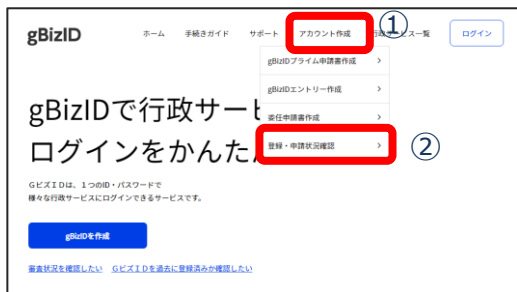 ①
gBizID ホーム 手続きガイド サポート アカウント作成 行政サービス一覧 ログイン
gBizIDプライム申請書作成 >
gBizIDエントリー作成 >
委任申請書作成 >
登録・申請状況確認 >
②
gBizIDで行政サービ
ログインをかんたん
GビズIDは、1つのID・パスワードで
様々な行政サービスにログインできるサービスです。
gBizIDを作成
審査状況を確認したい GビズIDを過去に登録済みか確認したい